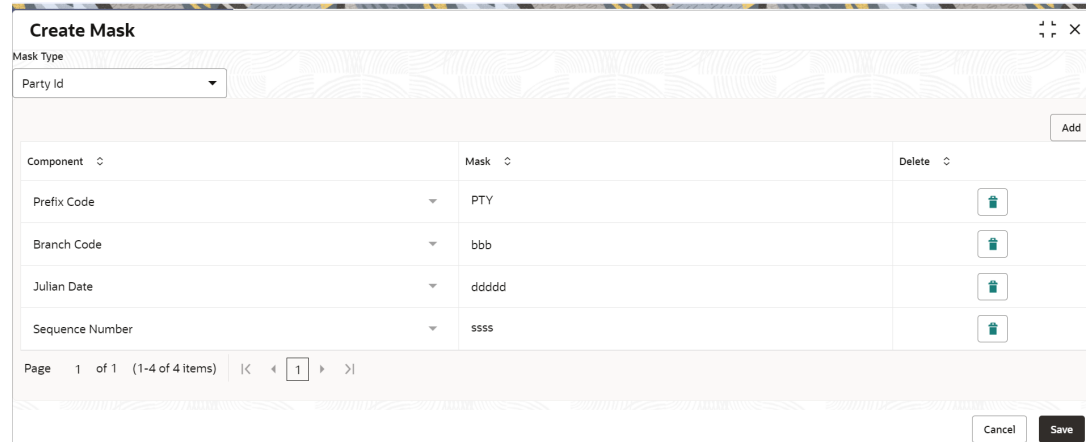 Create Mask
Mask Type
Party Id
Add
Component Mask Delete
Prefix Code PTY
Branch Code bbb
Julian Date ddddd
Sequence Number ssss
Page 1 of 1 (1-4 of 4 items) 1
Cancel Save